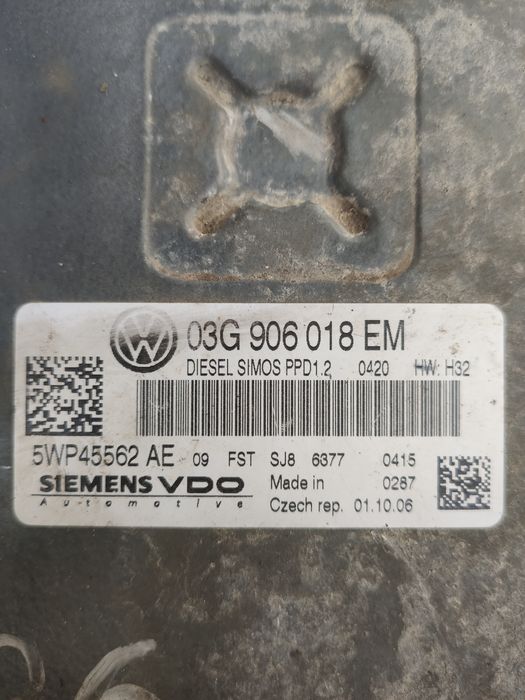 03G 906 018 EM
DIESEL SIMOS PPD1.2 0420 HW: H32
5WP45562 AE 09 FST SJ8 6377 0415
SIEMENS VDO Made in 0287
Automotive Czech rep. 01.10.06